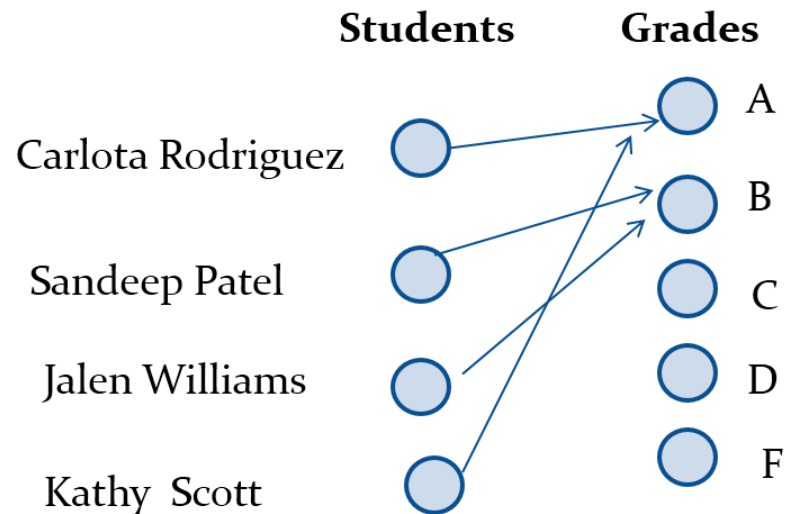 Students Grades
A
Carlota Rodriguez
B
Sandeep Patel
C
Jalen Williams
D
F
Kathy Scott